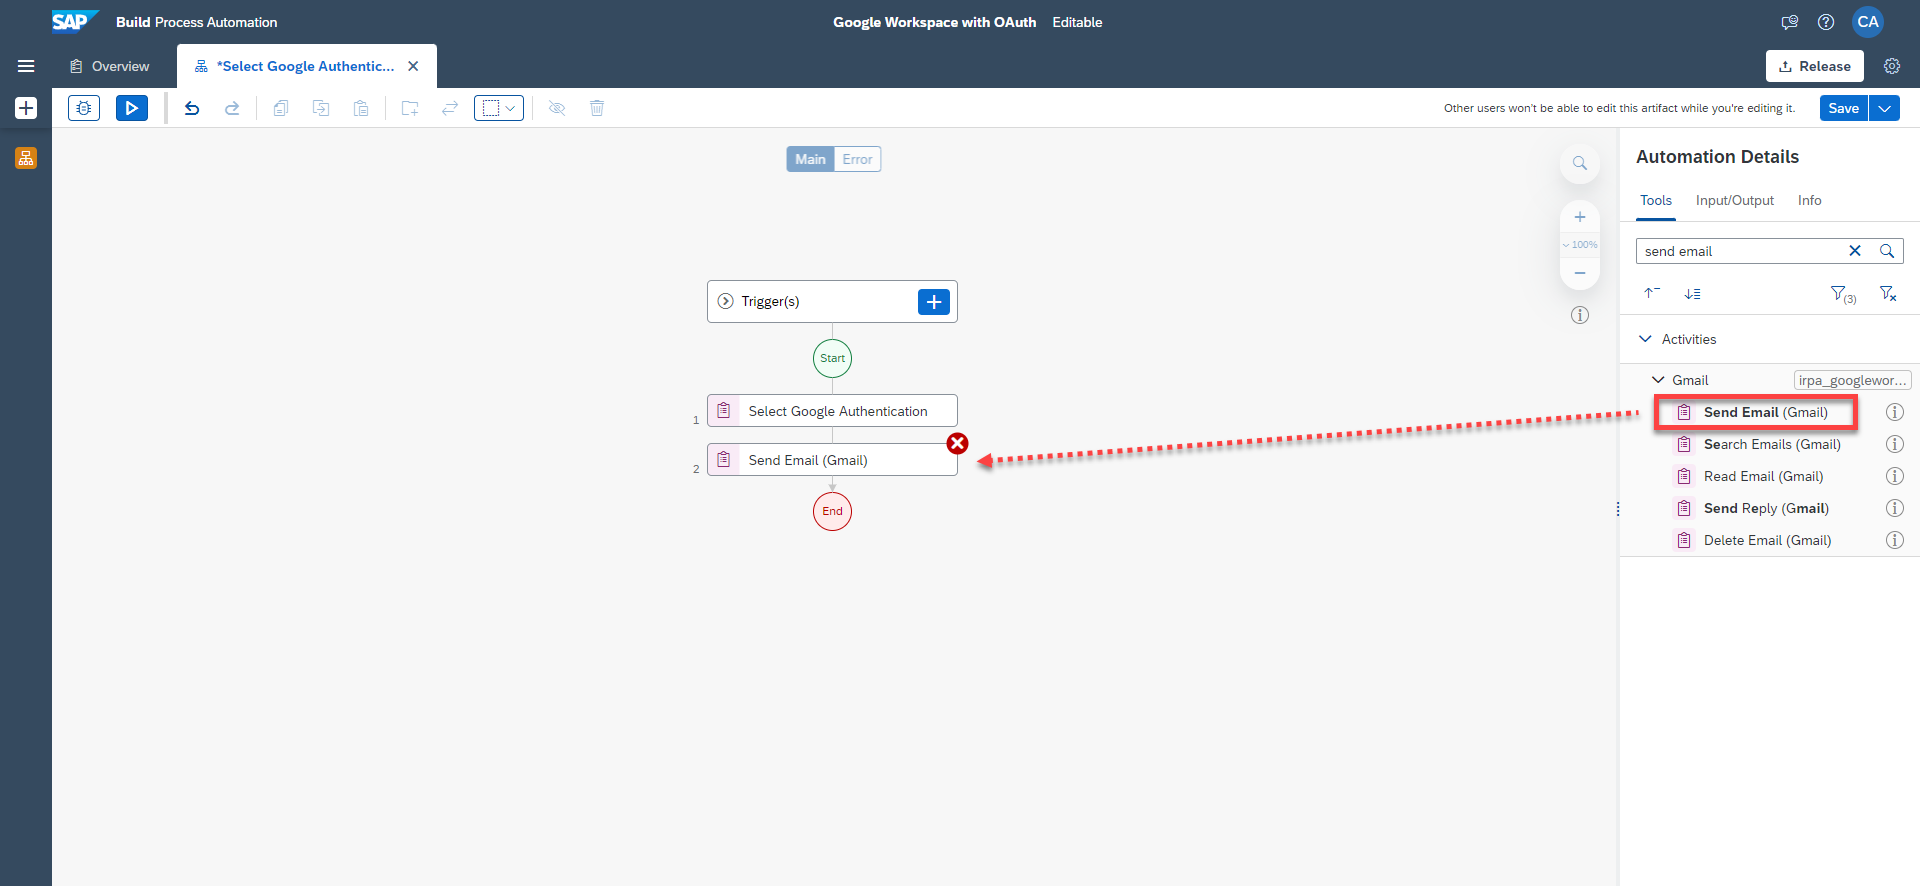 SAP Build Process Automation
Google Workspace with OAuth Editable
CA
Overview
*Select Google Authentic...
Release
Other users won't be able to edit this artifact while you're editing it.
Save
Main Error
100%
Trigger(s)
Start
1 Select Google Authentication
2 Send Email (Gmail)
End
Automation Details
Tools Input/Output Info
send email
(3)
Activities
Gmail irpa_googlewor...
Send Email (Gmail)
Search Emails (Gmail)
Read Email (Gmail)
Send Reply (Gmail)
Delete Email (Gmail)